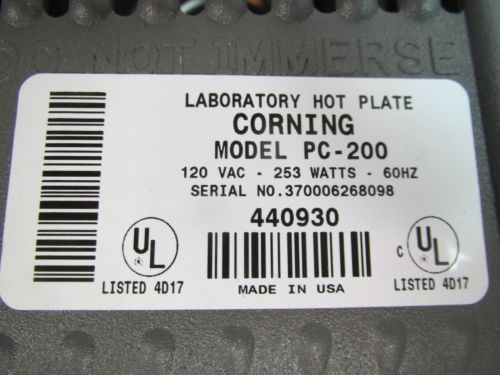 DO NOT IMMERSE
LABORATORY HOT PLATE
CORNING
MODEL PC-200
120 VAC - 253 WATTS - 60HZ
SERIAL NO.370006268098
440930
UL
LISTED 4D17
MADE IN USA
C UL
LISTED 4D17